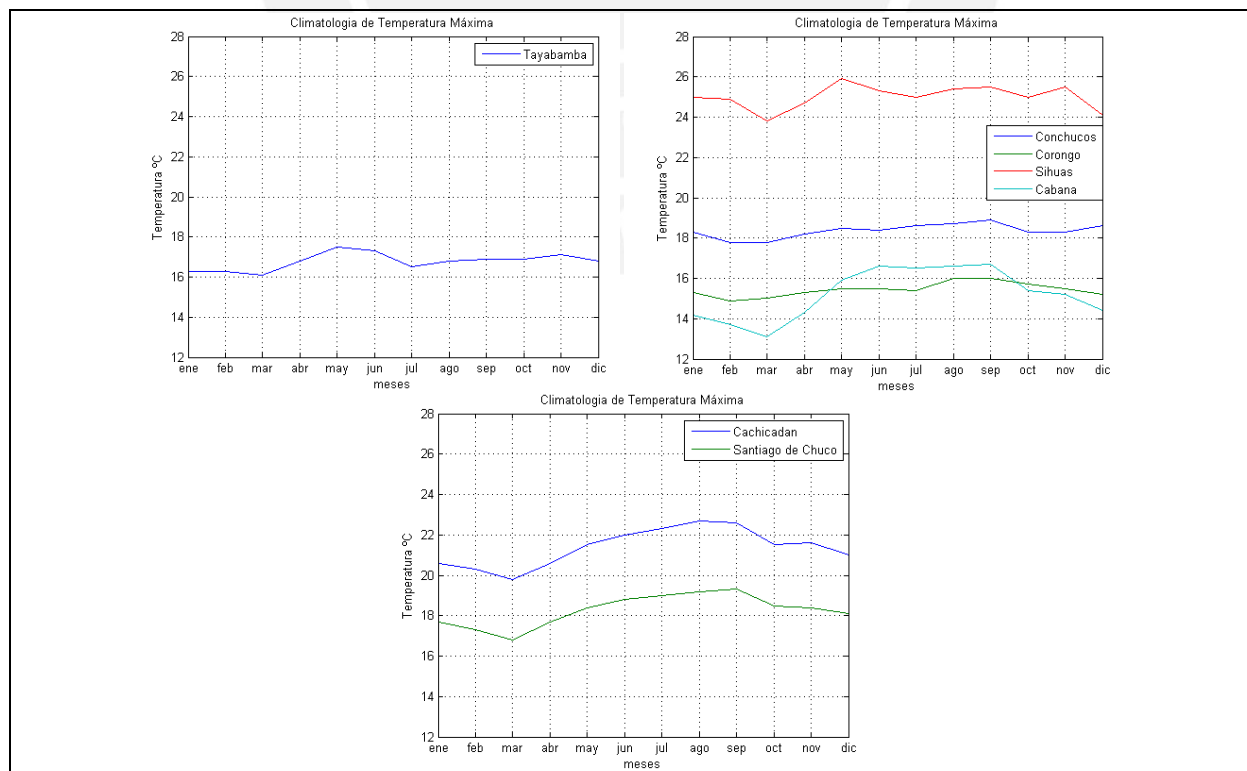 Climatologia de Temperatura Máxima
28
26
24
22
20
18
16
14
12
Temperatura ºC
Tayabamba
ene feb mar abr may jun jul ago sep oct nov dic
meses
Climatologia de Temperatura Máxima
28
26
24
22
20
18
16
14
12
Temperatura ºC
Conchucos
Corongo
Sihuas
Cabana
ene feb mar abr may jun jul ago sep oct nov dic
meses
Climatologia de Temperatura Máxima
28
26
24
22
20
18
16
14
12
Temperatura ºC
Cachicadan
Santiago de Chuco
ene feb mar abr may jun jul ago sep oct nov dic
meses